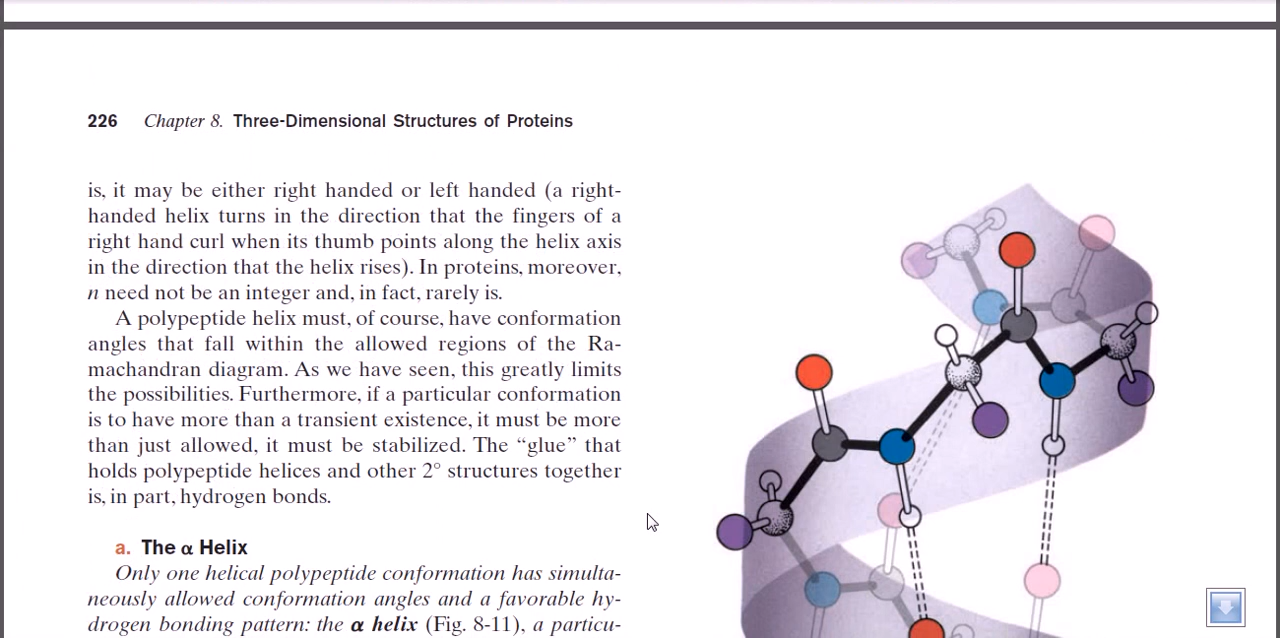 226 Chapter 8. Three-Dimensional Structures of Proteins
is, it may be either right handed or left handed (a right-
handed helix turns in the direction that the fingers of a
right hand curl when its thumb points along the helix axis
in the direction that the helix rises). In proteins, moreover,
n need not be an integer and, in fact, rarely is.
A polypeptide helix must, of course, have conformation
angles that fall within the allowed regions of the Ra-
machandran diagram. As we have seen, this greatly limits
the possibilities. Furthermore, if a particular conformation
is to have more than a transient existence, it must be more
than just allowed, it must be stabilized. The “glue” that
holds polypeptide helices and other 2° structures together
is, in part, hydrogen bonds.
a. The α Helix
Only one helical polypeptide conformation has simulta-
neously allowed conformation angles and a favorable hy-
drogen bonding pattern: the α helix (Fig. 8-11), a particu-